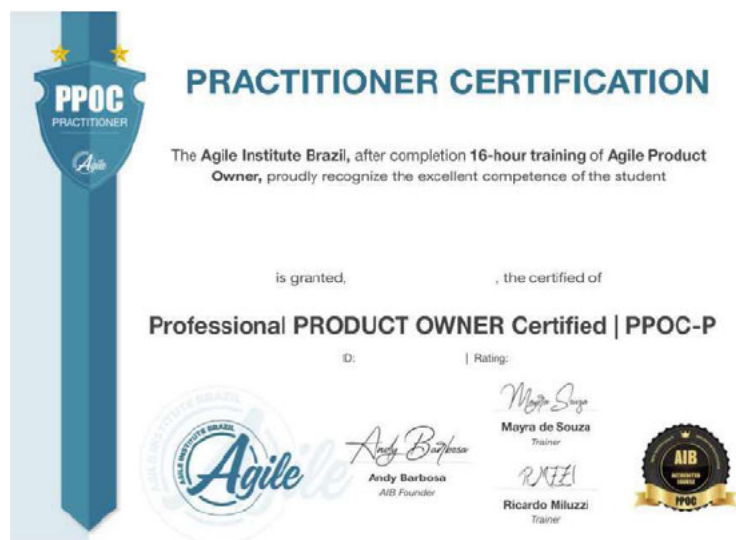 PPOC
PRACTITIONER
Agile
PRACTITIONER CERTIFICATION
The Agile Institute Brazil, after completion 16-hour training of Agile Product
Owner, proudly recognize the excellent competence of the student
is granted, , the certified of
Professional PRODUCT OWNER Certified | PPOC-P
ID: | Rating:
AGILE INSTITUTE BRAZIL
Agile
Andy Barbosa
Andy Barbosa
AIB Founder
Mayra Souza
Mayra de Souza
Trainer
Ricardo Miluzzi
Trainer
AIB
ACCREDITED
COURSE
PPOC